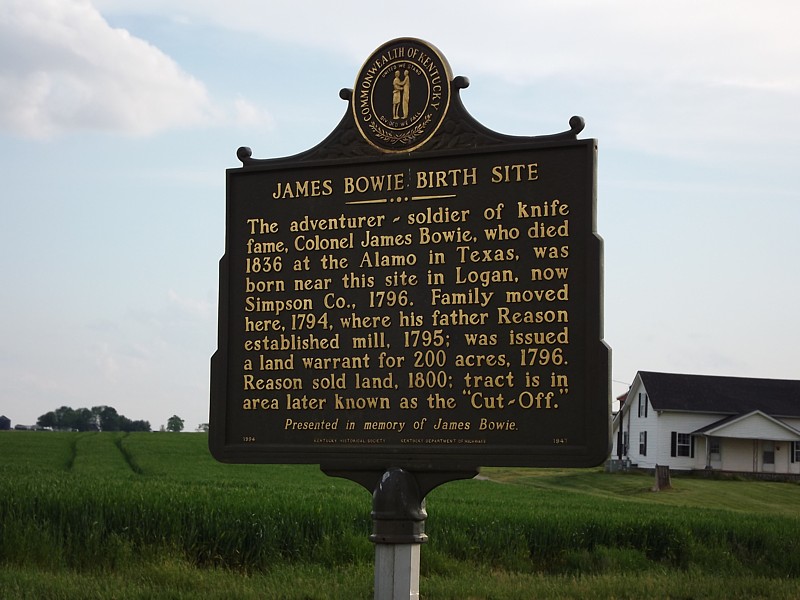 COMMONWEALTH OF KENTUCKY
UNITED WE STAND
DIVIDED WE FALL
JAMES BOWIE BIRTH SITE
The adventurer - soldier of knife
fame, Colonel James Bowie, who died
1836 at the Alamo in Texas, was
born near this site in Logan, now
Simpson Co., 1796. Family moved
here, 1794, where his father Reason
established mill, 1795; was issued
a land warrant for 200 acres, 1796.
Reason sold land, 1800; tract is in
area later known as the "Cut-Off."
Presented in memory of James Bowie.
1994 KENTUCKY HISTORICAL SOCIETY KENTUCKY DEPARTMENT OF HIGHWAYS 1847